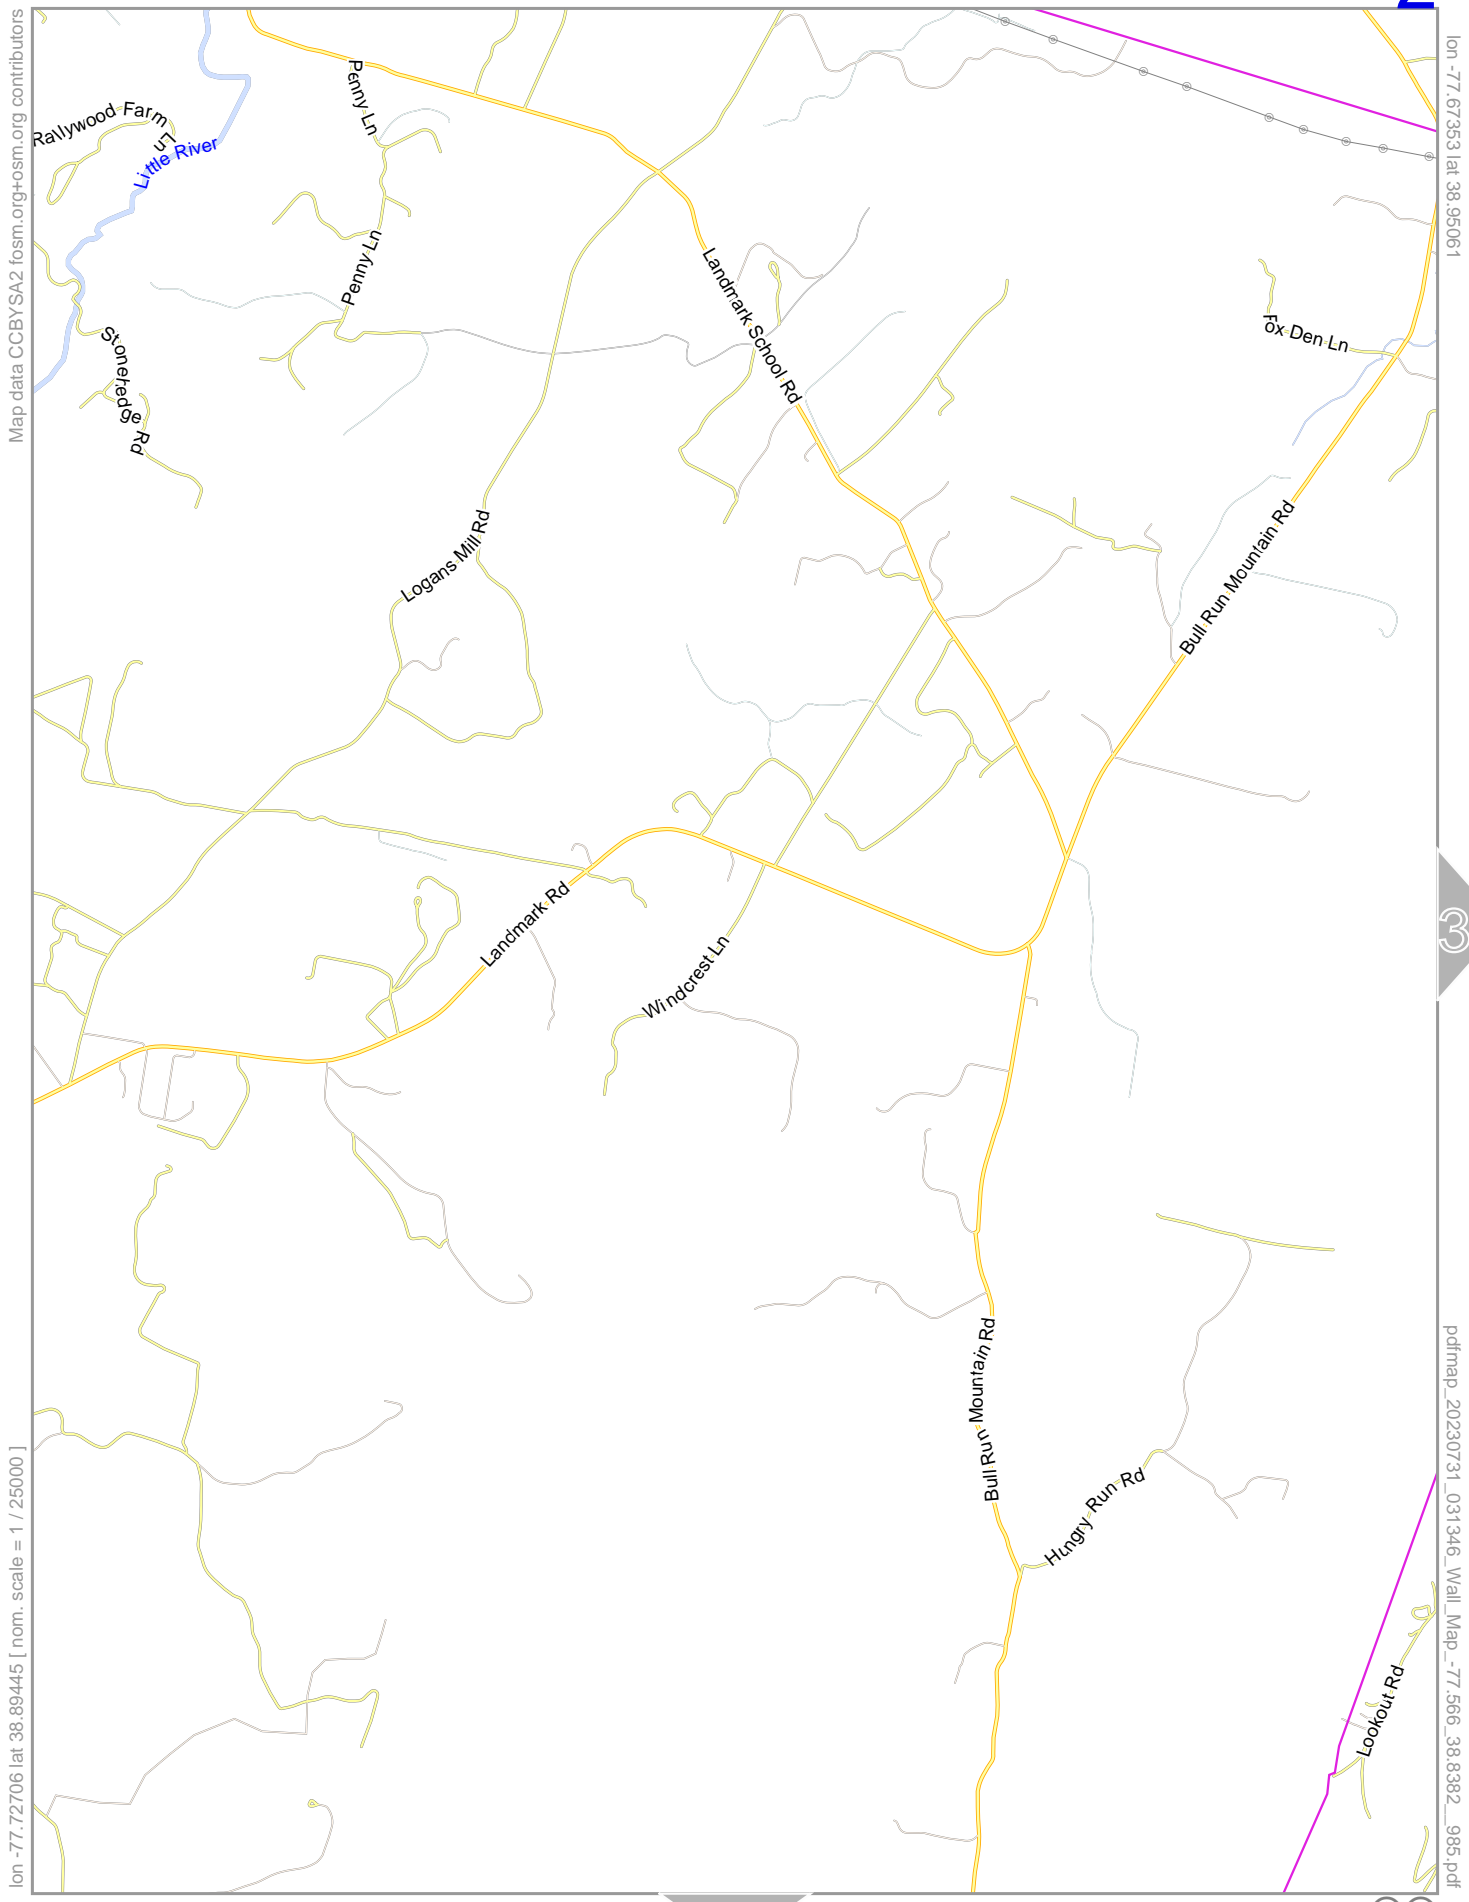 Map data CCBYSA2 fosm.org+osm.org contributors
lon -77.72706 lat 38.89445 [ nom. scale = 1 / 25000 ]
lon -77.67353 lat 38.95061
pdfmap_20230731_031346_Wall_Map_-77.566_38.8382__985.pdf
Penny Ln
Rallywood Farm Ln
Little River
Penny Ln
Landmark School Rd
Fox Den Ln
Stonehedge Rd
Logans Mill Rd
Bull Run Mountain Rd
Landmark Rd
3
Windcrest Ln
Bull Run Mountain Rd
Hungry Run Rd
Lookout Rd